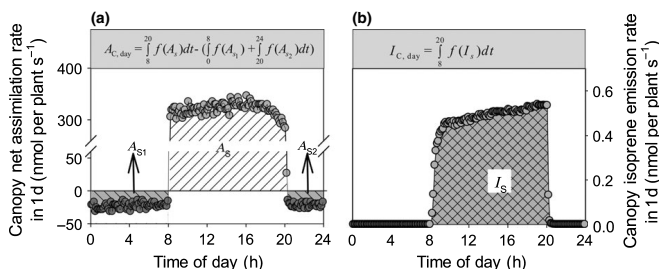 (a)
A_C, day = ∫_8^20 f(A_s)dt-(∫_0^8 f(A_s₁)+∫_20^24 f(A_s₂)dt)
Canopy net assimilation rate
in 1 d (nmol per plant s⁻¹)
400
300
50
0
−50
A_S1
A_S
A_S2
0 4 8 12 16 20 24
Time of day (h)
(b)
I_C, day = ∫_8^20 f(I_s)dt
I_S
0.6
0.4
0.2
0.0
Canopy isoprene emission rate
in 1 d (nmol per plant s⁻¹)
0 4 8 12 16 20 24
Time of day (h)